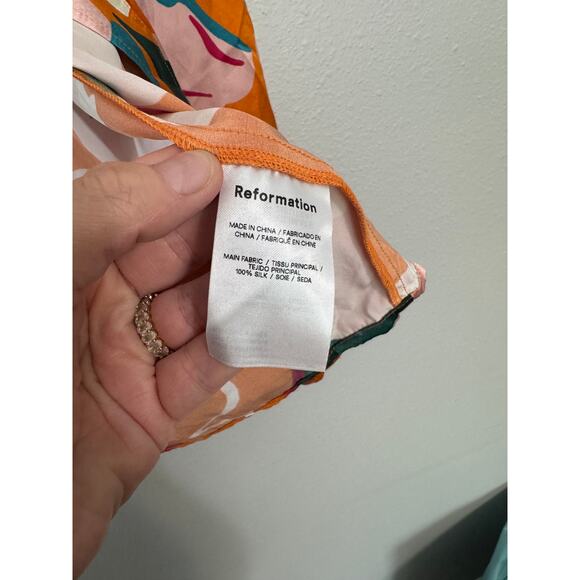 Reformation
MADE IN CHINA / FABRICADO EN
CHINA / FABRIQUÉ EN CHINE
MAIN FABRIC / TISSU PRINCIPAL /
TEJIDO PRINCIPAL
100% SILK / SOIE / SEDA